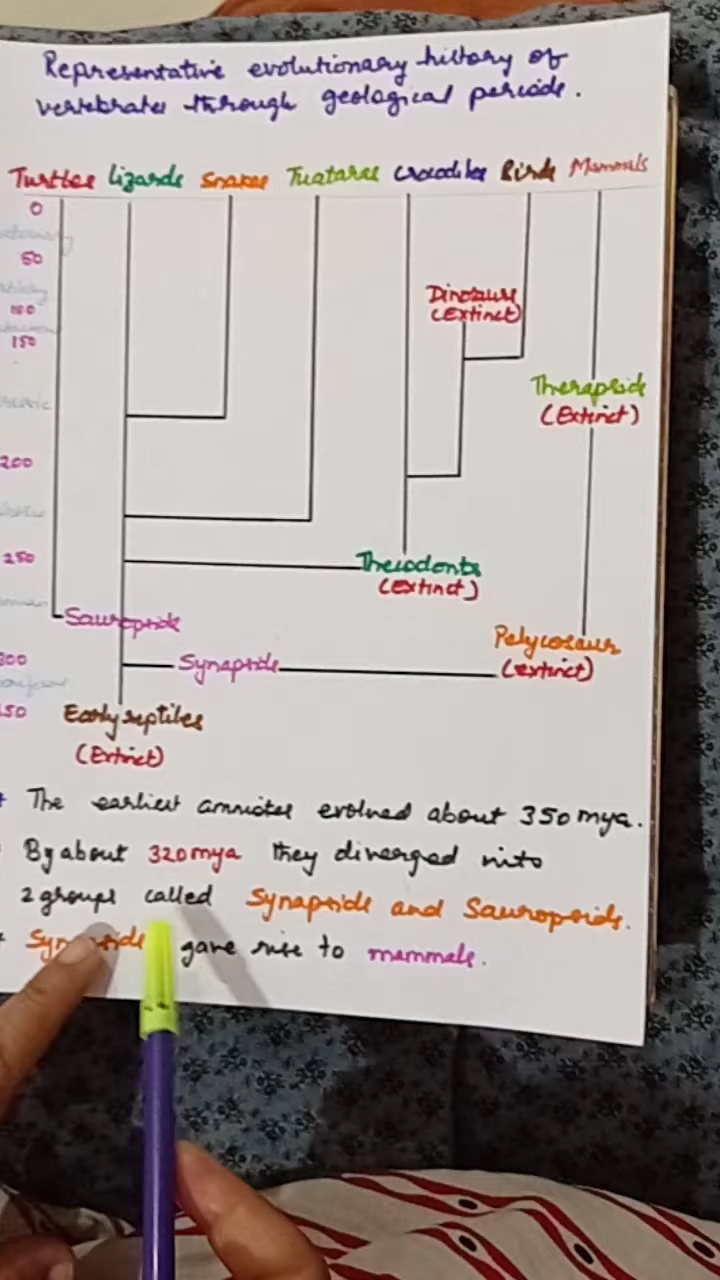 Representative evolutionary history of
vertebrates through geological periods.
Turtles Lizards Snakes Tuataras Crocodiles Birds Mammals
0
50
100
150
200
250
300
350
Dinosaurs
(Extinct)
Therapsids
(Extinct)
Thecodonts
(Extinct)
Sauropsids
Pelycosaur
(Extinct)
Synapsids
Early reptiles
(Extinct)
The earliest amniotes evolved about 350 mya.
By about 320mya they diverged into
2 groups called Synapsids and Sauropsids.
gave rise to mammals.